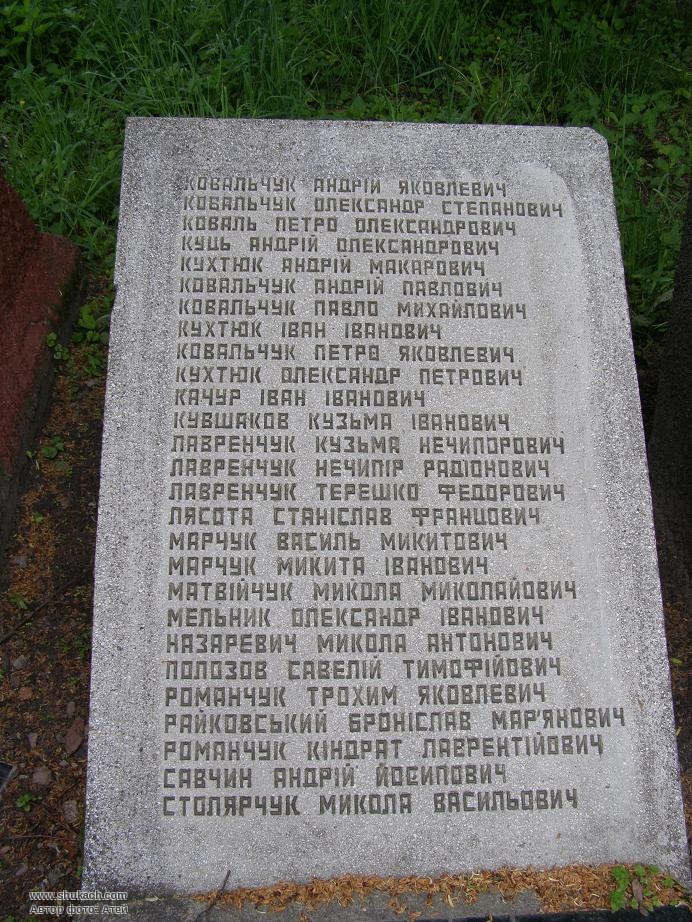 КОВАЛЬЧУК АНДРІЙ ЯКОВЛЕВИЧ
КОВАЛЬЧУК ОЛЕКСАНДР СТЕПАНОВИЧ
КОВАЛЬ ПЕТРО ОЛЕКСАНДРОВИЧ
КУЦЬ АНДРІЙ ОЛЕКСАНДРОВИЧ
КУХТЮК АНДРІЙ МАКАРОВИЧ
КОВАЛЬЧУК АНДРІЙ ПАВЛОВИЧ
КОВАЛЬЧУК ПАВЛО МИХАЙЛОВИЧ
КУХТЮК ІВАН ІВАНОВИЧ
КОВАЛЬЧУК ПЕТРО ЯКОВЛЕВИЧ
КУХТЮК ОЛЕКСАНДР ПЕТРОВИЧ
КАЧУР ІВАН ІВАНОВИЧ
КУВШАКОВ КУЗЬМА ІВАНОВИЧ
ЛАВРЕНЧУК КУЗЬМА НЕЧИПОРОВИЧ
ЛАВРЕНЧУК НЕЧИПІР РАДІОНОВИЧ
ЛАВРЕНЧУК ТЕРЕШКО ФЕДОРОВИЧ
ЛЯСОТА СТАНІСЛАВ ФРАНЦОВИЧ
МАРЧУК ВАСИЛЬ МИКИТОВИЧ
МАРЧУК МИКИТА ІВАНОВИЧ
МАТВІЙЧУК МИКОЛА МИКОЛАЙОВИЧ
МЕЛЬНИК ОЛЕКСАНДР ІВАНОВИЧ
НАЗАРЕВИЧ МИКОЛА АНТОНОВИЧ
ПОЛОЗОВ САВЕЛІЙ ТИМОФІЙОВИЧ
РОМАНЧУК ТРОХИМ ЯКОВЛЕВИЧ
РАЙКОВСЬКИЙ БРОНІСЛАВ МАР'ЯНОВИЧ
РОМАНЧУК КІНДРАТ ЛАВРЕНТІЙОВИЧ
САВЧИН АНДРІЙ ЙОСИПОВИЧ
СТОЛЯРЧУК МИКОЛА ВАСИЛЬОВИЧ
www.shukach.com
Автор фото: Атей